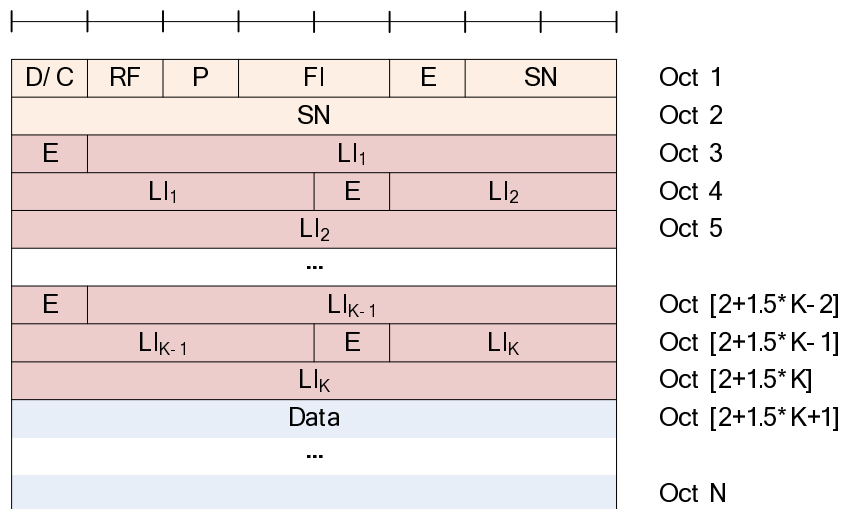 D/ C RF P FI E SN Oct 1
SN Oct 2
E LI₁ Oct 3
LI₁ E LI₂ Oct 4
LI₂ Oct 5
...
E LIK-1 Oct [2+1.5*K-2]
LIK-1 E LIK Oct [2+1.5*K-1]
LIK Oct [2+1.5*K]
Data Oct [2+1.5*K+1]
...
Oct N